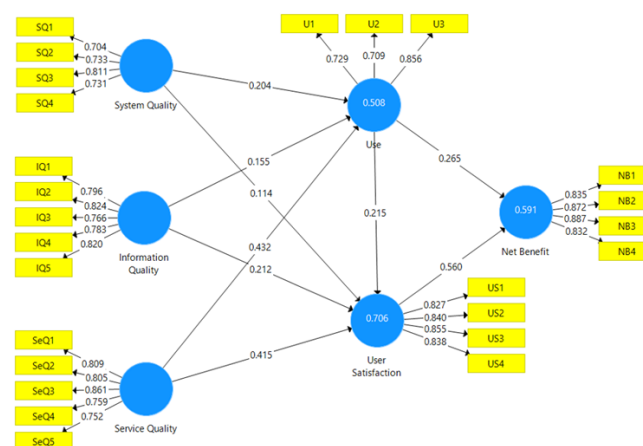 SQ1
SQ2
SQ3
SQ4
0.704
0.733
0.811
0.731
System Quality
IQ1
IQ2
IQ3
IQ4
IQ5
0.796
0.824
0.766
0.783
0.820
Information
Quality
SeQ1
SeQ2
SeQ3
SeQ4
SeQ5
0.809
0.805
0.861
0.759
0.752
Service Quality
0.204
0.155
0.114
0.432
0.212
0.415
U1
U2
U3
0.729
0.709
0.856
0.508
Use
0.215
0.265
0.560
0.706
User
Satisfaction
0.827
0.840
0.855
0.838
US1
US2
US3
US4
0.591
Net Benefit
0.835
0.872
0.887
0.832
NB1
NB2
NB3
NB4